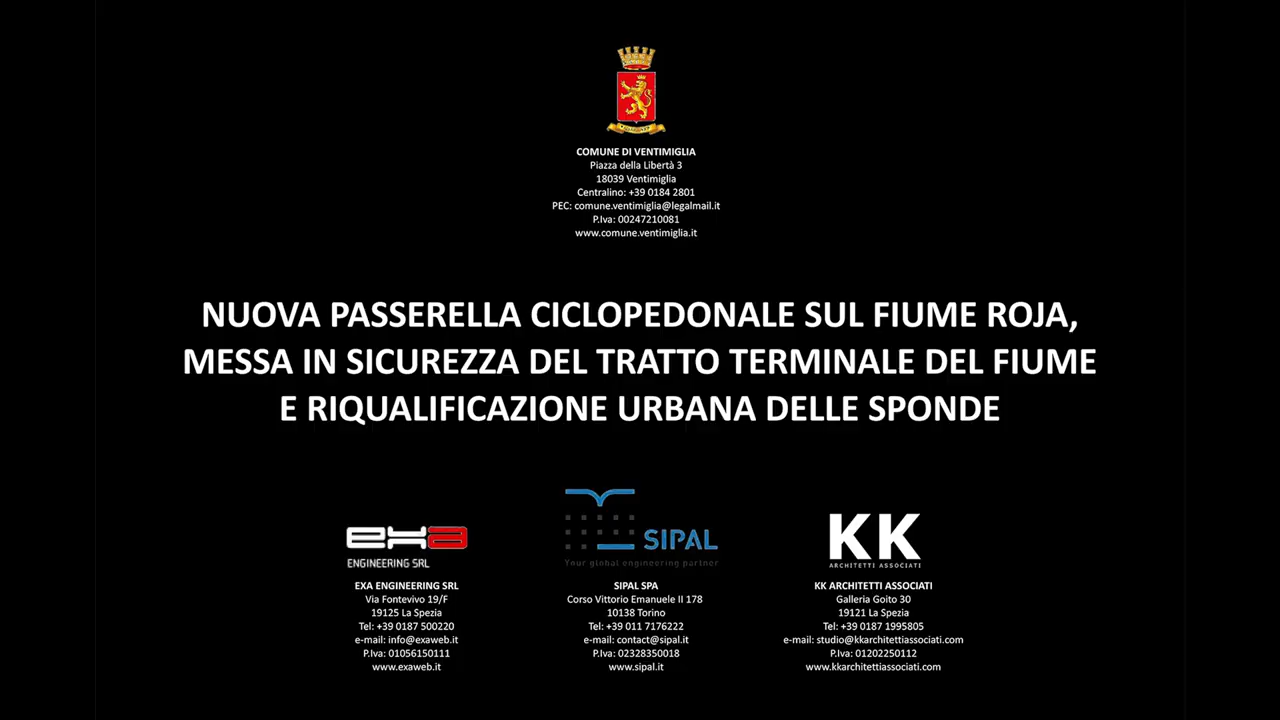 COMUNE DI VENTIMIGLIA
Piazza della Libertà 3
18039 Ventimiglia
Centralino: +39 0184 2801
PEC: comune.ventimiglia@legalmail.it
P.Iva: 00247210081
www.comune.ventimiglia.it
NUOVA PASSERELLA CICLOPEDONALE SUL FIUME ROJA,
MESSA IN SICUREZZA DEL TRATTO TERMINALE DEL FIUME
E RIQUALIFICAZIONE URBANA DELLE SPONDE
exa
ENGINEERING SRL
EXA ENGINEERING SRL
Via Fontevivo 19/F
19125 La Spezia
Tel: +39 0187 500220
e-mail: info@exaweb.it
P.Iva: 01056150111
www.exaweb.it
SIPAL
Your global engineering partner
SIPAL SPA
Corso Vittorio Emanuele II 178
10138 Torino
Tel: +39 011 7176222
e-mail: contact@sipal.it
P.Iva: 02328350018
www.sipal.it
KK
ARCHITETTI ASSOCIATI
KK ARCHITETTI ASSOCIATI
Galleria Goito 30
19121 La Spezia
Tel: +39 0187 1995805
e-mail: studio@kkarchitettiassociati.com
P.Iva: 01202250112
www.kkarchitettiassociati.com